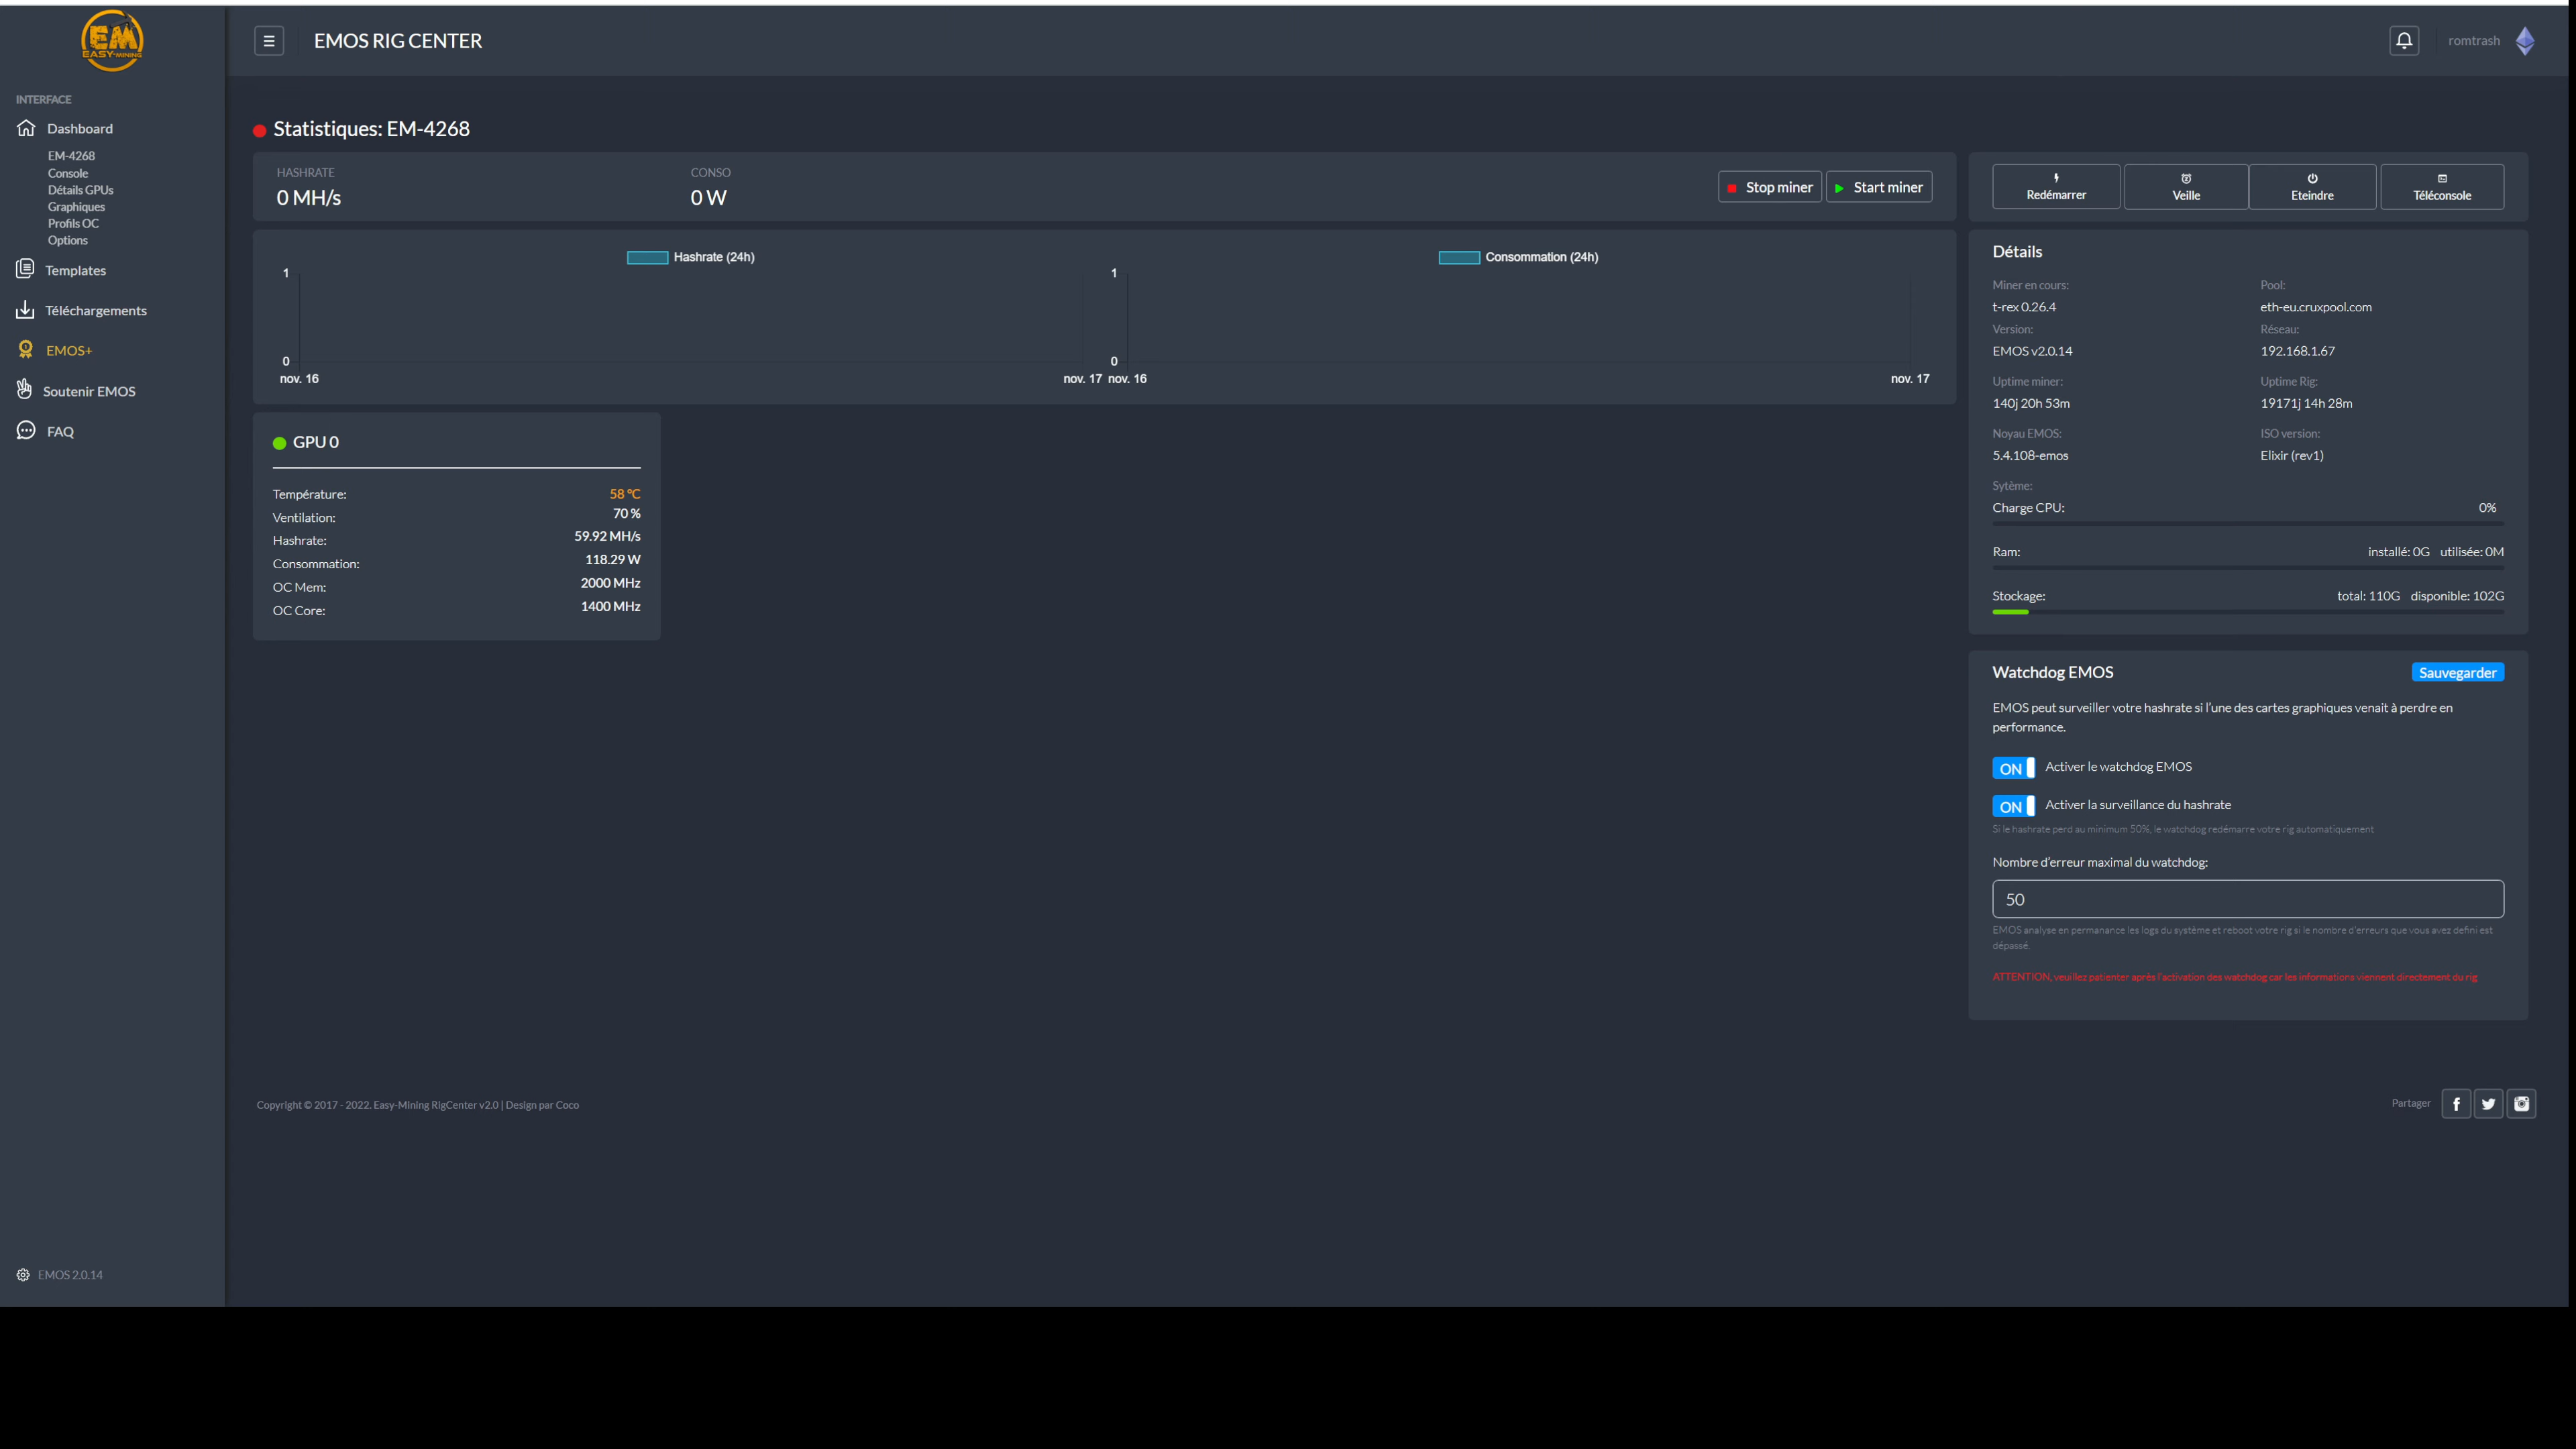 EM
EASY-MINING
EMOS RIG CENTER
romtrash
INTERFACE
Dashboard
EM-4268
Console
Détails GPUs
Graphiques
Profils OC
Options
Templates
Téléchargements
EMOS+
Soutenir EMOS
FAQ
EMOS 2.0.14
Statistiques: EM-4268
HASHRATE
0 MH/s
CONSO
0 W
Stop miner
Start miner
Hashrate (24h)
1
0
nov. 16
nov. 17
Consommation (24h)
1
0
nov. 16
nov. 17
GPU 0
Température: 58 °C
Ventilation: 70 %
Hashrate: 59.92 MH/s
Consommation: 118.29 W
OC Mem: 2000 MHz
OC Core: 1400 MHz
Redémarrer
Veille
Eteindre
Téléconsole
Détails
Miner en cours: Pool:
t-rex 0.26.4 eth-eu.cruxpool.com
Version: Réseau:
EMOS v2.0.14 192.168.1.67
Uptime miner: Uptime Rig:
140j 20h 53m 19171j 14h 28m
Noyau EMOS: ISO version:
5.4.108-emos Elixir (rev1)
Sytème:
Charge CPU: 0%
Ram: installé: 0G utilisée: 0M
Stockage: total: 110G disponible: 102G
Watchdog EMOS
Sauvegarder
EMOS peut surveiller votre hashrate si l'une des cartes graphiques venait à perdre en
performance.
ON Activer le watchdog EMOS
ON Activer la surveillance du hashrate
Si le hashrate perd au minimum 50%, le watchdog redémarre votre rig automatiquement
Nombre d'erreur maximal du watchdog:
50
EMOS analyse en permanance les logs du système et reboot votre rig si le nombre d'erreurs que vous avez defini est
dépassé.
ATTENTION, veuillez patienter après l'activation des watchdog car les informations viennent directement du rig
Copyright © 2017 - 2022. Easy-Mining RigCenter v2.0 | Design par Coco
Partager